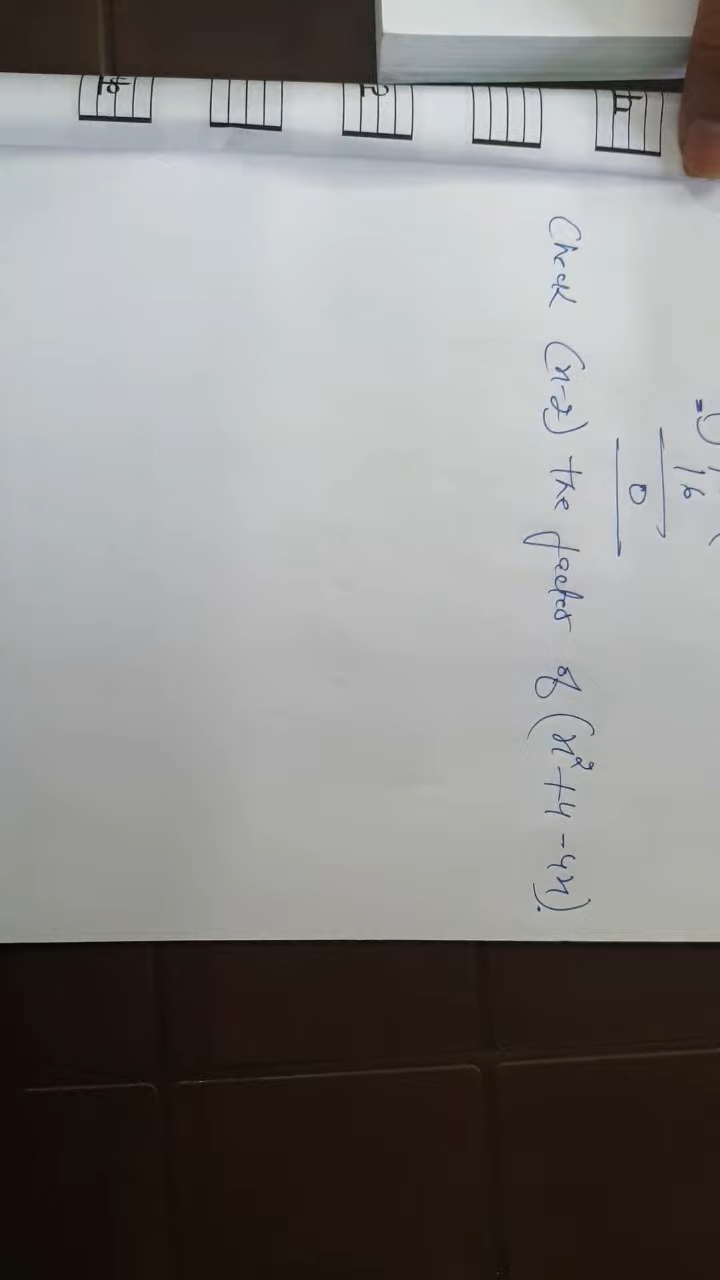 16
0
Check (x-2) the factor of (x²+4-4x).